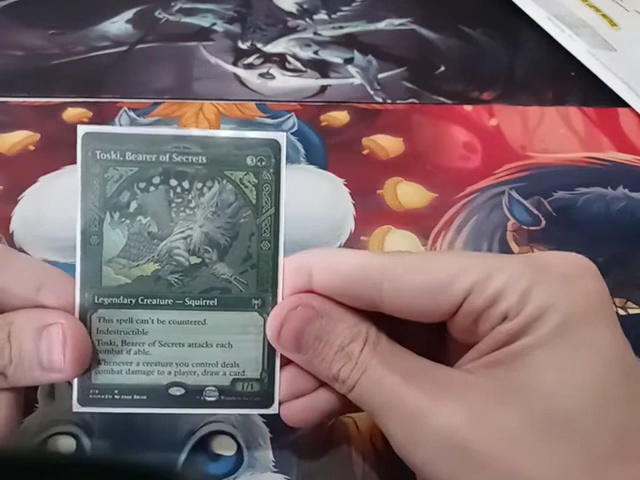 Toski, Bearer of Secrets
3
Legendary Creature — Squirrel
This spell can't be countered.
Indestructible
Toski, Bearer of Secrets attacks each
combat if able.
Whenever a creature you control deals
combat damage to a player, draw a card.
1/1